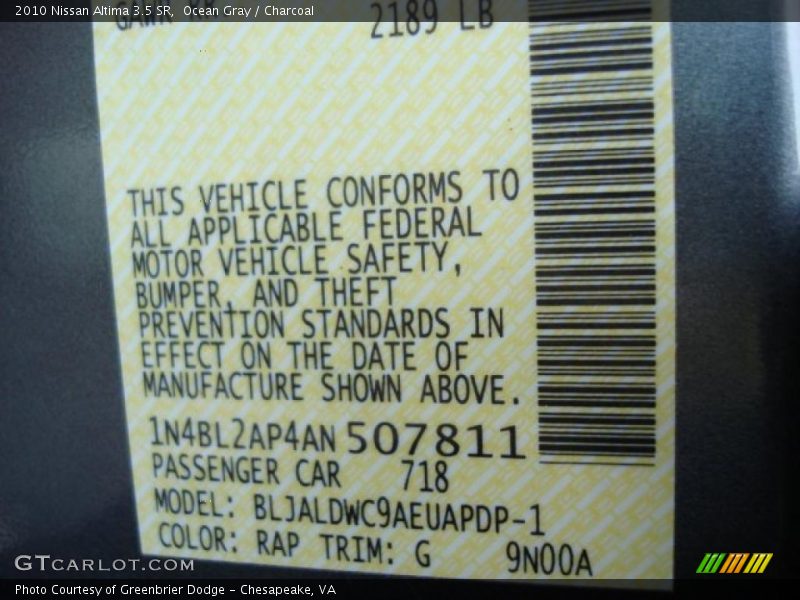 2010 Nissan Altima 3.5 SR,  Ocean Gray / Charcoal
2189 LB
THIS VEHICLE CONFORMS TO
ALL APPLICABLE FEDERAL
MOTOR VEHICLE SAFETY,
BUMPER, AND THEFT
PREVENTION STANDARDS IN
EFFECT ON THE DATE OF
MANUFACTURE SHOWN ABOVE.
1N4BL2AP4AN507811
PASSENGER CAR 718
MODEL: BLJALDWC9AEUAPDP-1
COLOR: RAP TRIM: G 9N00A
GTCARLOT.COM
Photo Courtesy of Greenbrier Dodge - Chesapeake, VA